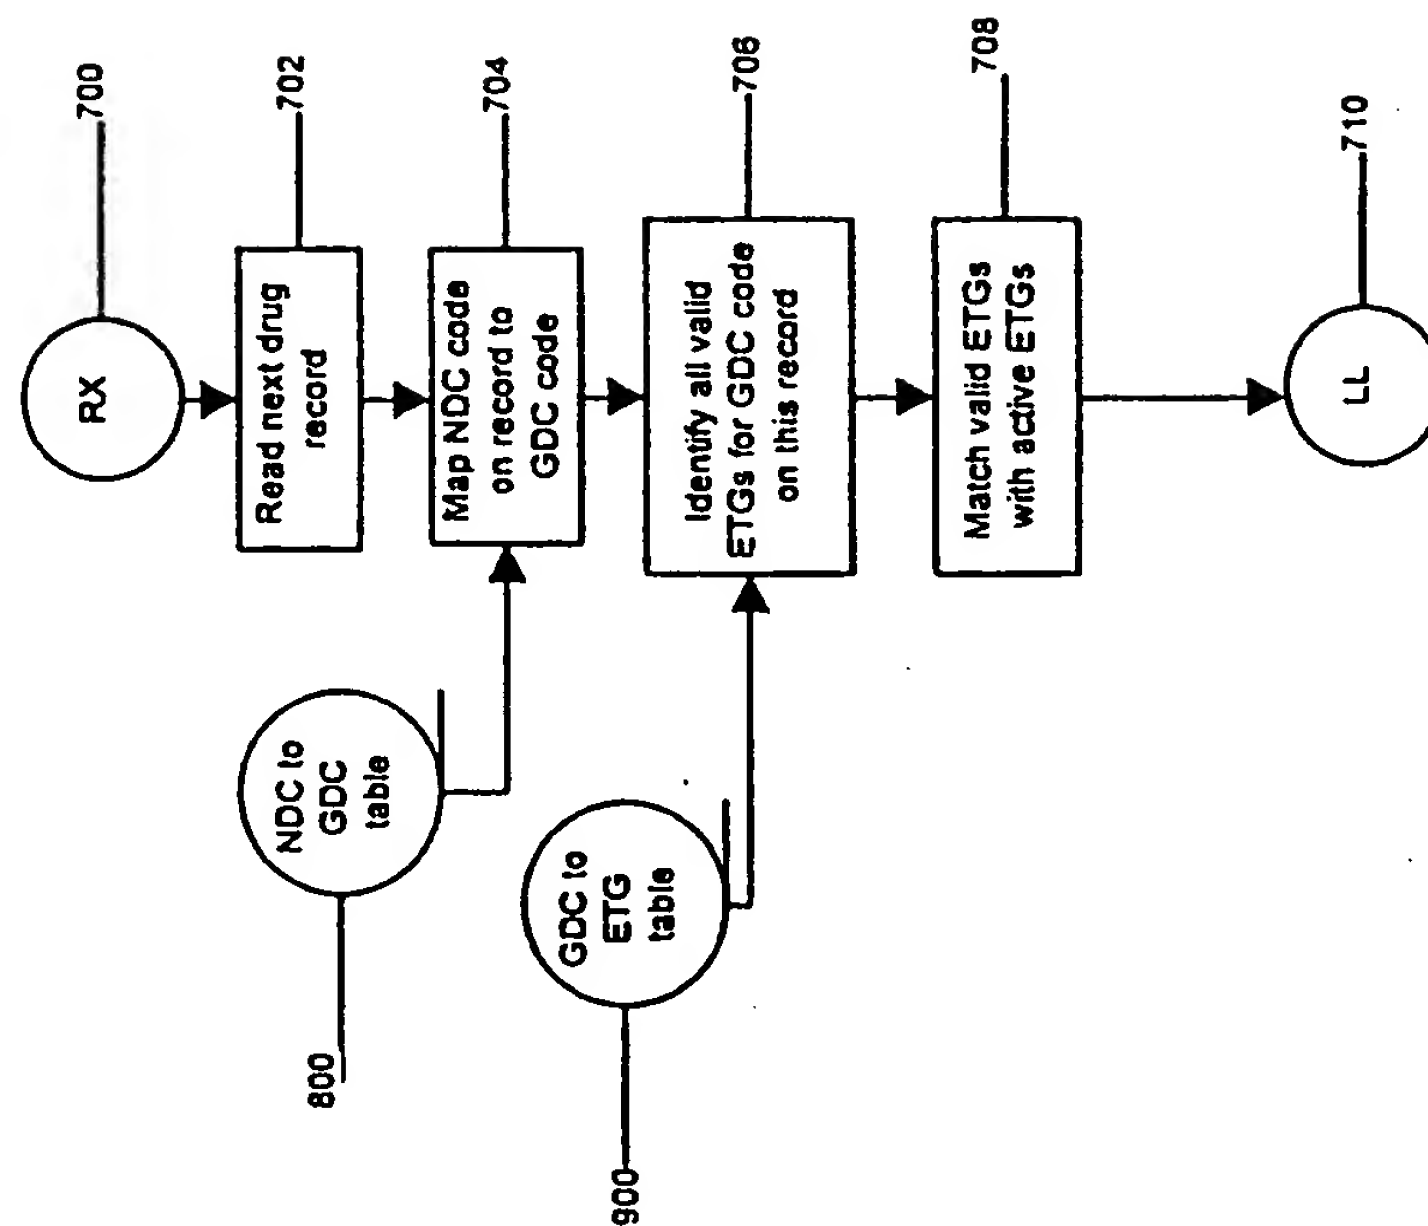 RX
700
Read next drug
record
702
Map NDC code
on record to
GDC code
704
NDC to
GDC
table
800
Identify all valid
ETGs for GDC code
on this record
706
GDC to
ETG
table
900
Match valid ETGs
with active ETGs
708
LL
710